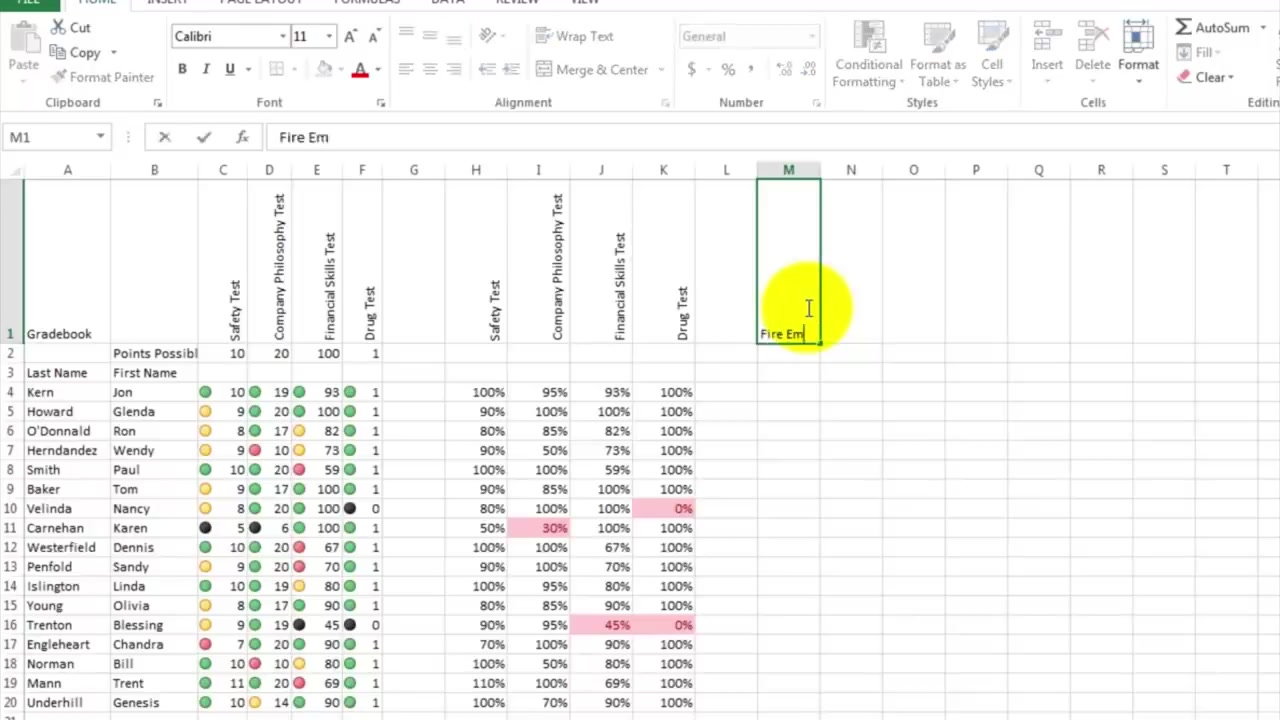 FILE HOME INSERT PAGE LAYOUT FORMULAS DATA REVIEW VIEW
Paste Cut Copy Format Painter Clipboard
Calibri 11 A A B I U A Font
Wrap Text Merge & Center Alignment
General $ % , Number
Conditional Formatting Format as Table Cell Styles Styles
Insert Delete Format Cells
AutoSum Fill Clear
M1 fx Fire Em
A B C D E F G H I J K L M N O P Q R S T
1 Gradebook Safety Test Company Philosophy Test Financial Skills Test Drug Test Safety Test Company Philosophy Test Financial Skills Test Drug Test Fire Em
2 Points Possibl 10 20 100 1
3 Last Name First Name
4 Kern Jon 10 19 93 1 100% 95% 93% 100%
5 Howard Glenda 9 20 100 1 90% 100% 100% 100%
6 O'Donnald Ron 8 17 82 1 80% 85% 82% 100%
7 Herndandez Wendy 9 10 73 1 90% 50% 73% 100%
8 Smith Paul 10 20 59 1 100% 100% 59% 100%
9 Baker Tom 9 17 100 1 90% 85% 100% 100%
10 Velinda Nancy 8 20 100 0 80% 100% 100% 0%
11 Carnehan Karen 5 6 100 1 50% 30% 100% 100%
12 Westerfield Dennis 10 20 67 1 100% 100% 67% 100%
13 Penfold Sandy 9 20 70 1 90% 100% 70% 100%
14 Islington Linda 10 19 80 1 100% 95% 80% 100%
15 Young Olivia 8 17 90 1 80% 85% 90% 100%
16 Trenton Blessing 9 19 45 0 90% 95% 45% 0%
17 Engleheart Chandra 7 20 90 1 70% 100% 90% 100%
18 Norman Bill 10 10 80 1 100% 50% 80% 100%
19 Mann Trent 11 20 69 1 110% 100% 69% 100%
20 Underhill Genesis 10 14 90 1 100% 70% 90% 100%